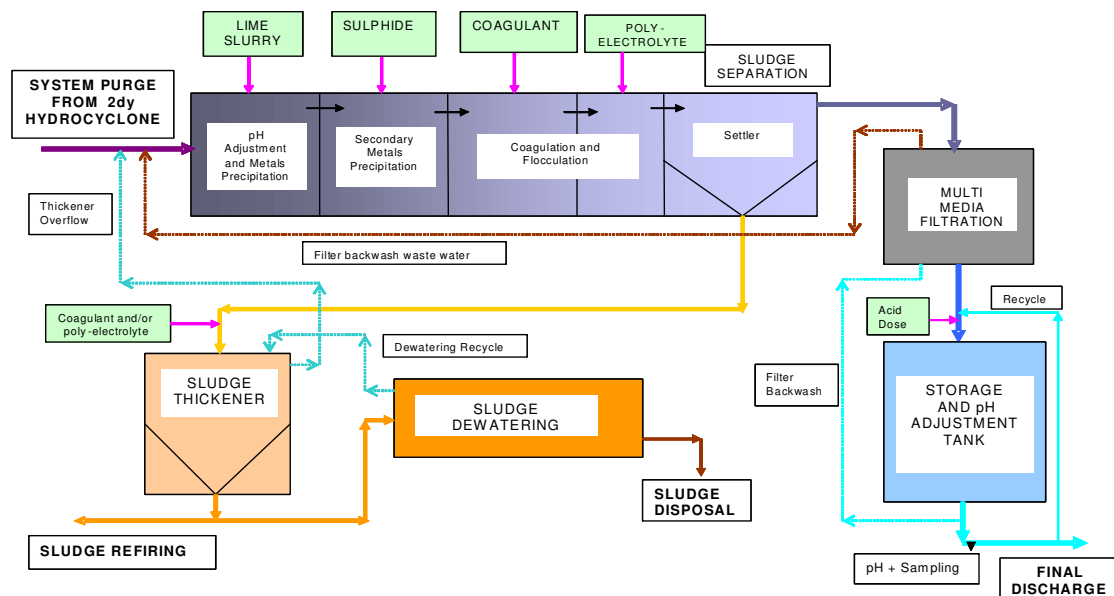 LIME
SLURRY
SULPHIDE
COAGULANT
POLY-
ELECTROLYTE
SLUDGE
SEPARATION
SYSTEM PURGE
FROM 2dy
HYDROCYCLONE
pH
Adjustment
and Metals
Precipitation
Secondary
Metals
Precipitation
Coagulation and
Flocculation
Settler
MULTI
MEDIA
FILTRATION
Thickener
Overflow
Filter backwash waste water
Coagulant and/or
poly-electrolyte
Dewatering Recycle
Acid
Dose
Recycle
SLUDGE
THICKENER
SLUDGE
DEWATERING
Filter
Backwash
STORAGE
AND pH
ADJUSTMENT
TANK
SLUDGE
DISPOSAL
SLUDGE REFIRING
pH + Sampling
FINAL
DISCHARGE